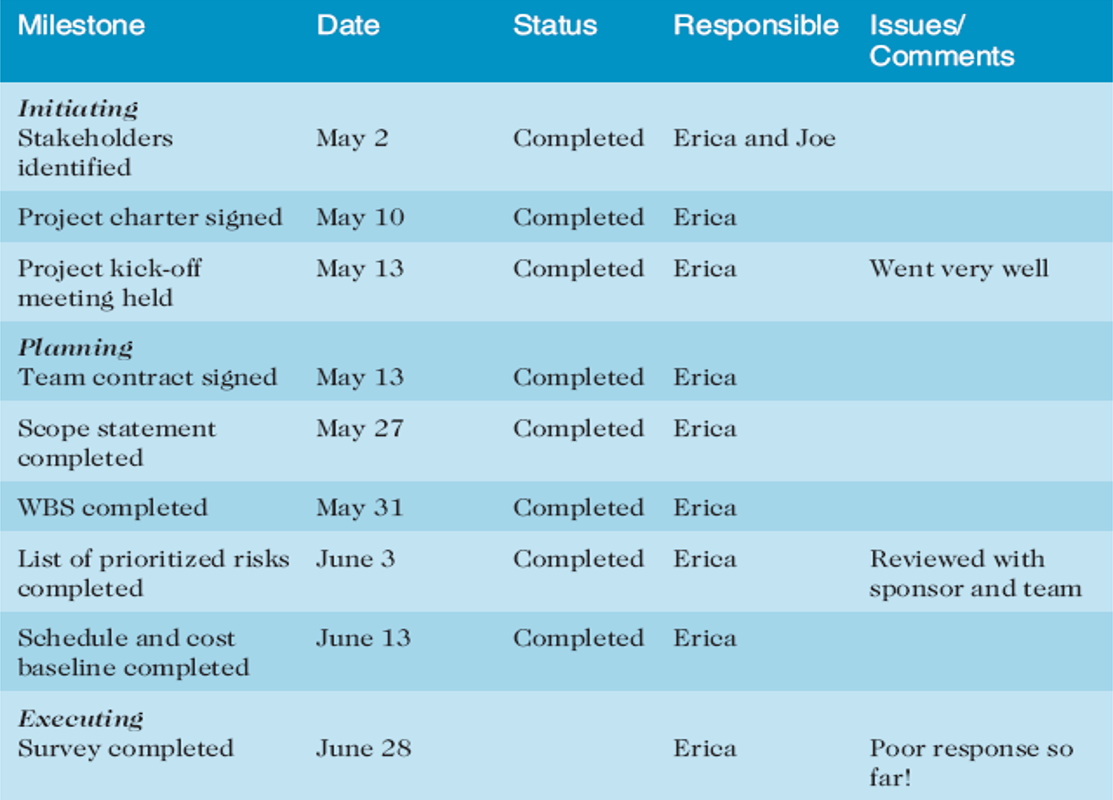 Milestone Date Status Responsible Issues/
Comments
Initiating
Stakeholders May 2 Completed Erica and Joe
identified
Project charter signed May 10 Completed Erica
Project kick-off May 13 Completed Erica Went very well
meeting held
Planning
Team contract signed May 13 Completed Erica
Scope statement May 27 Completed Erica
completed
WBS completed May 31 Completed Erica
List of prioritized risks June 3 Completed Erica Reviewed with
completed sponsor and team
Schedule and cost June 13 Completed Erica
baseline completed
Executing
Survey completed June 28 Erica Poor response so
far!